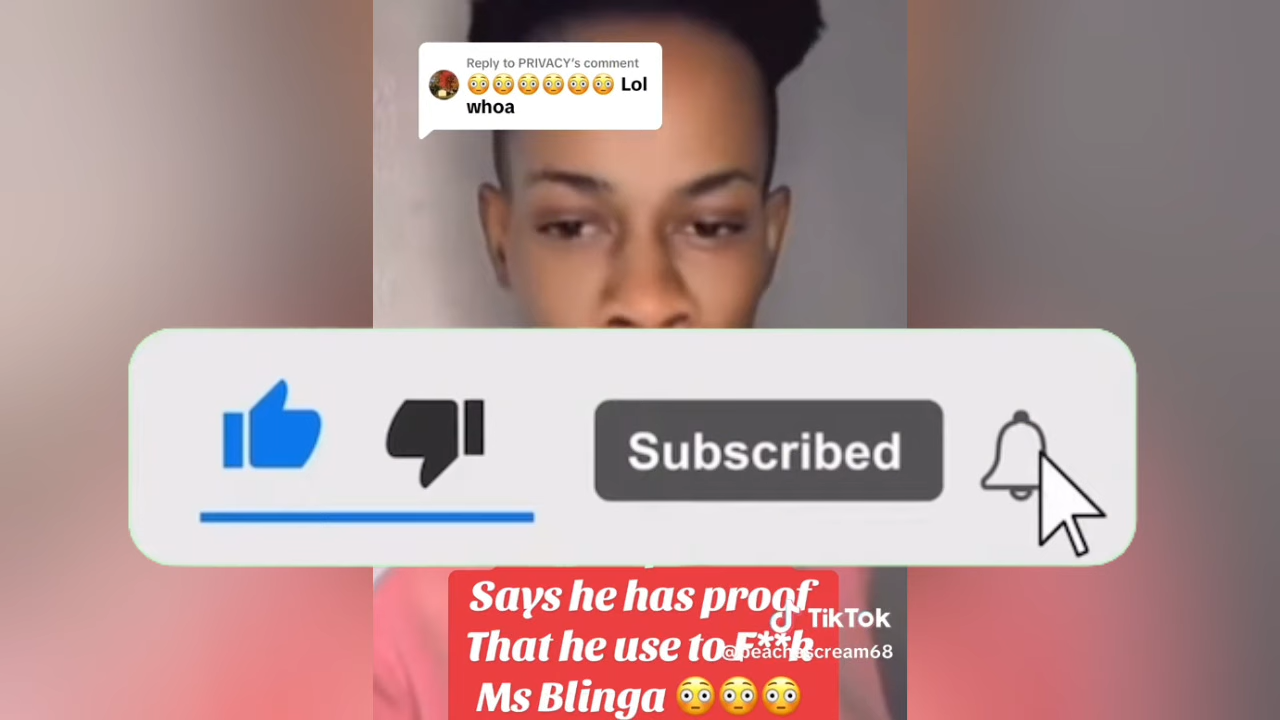 Reply to PRIVACY's comment
😳😳😳😳😳😳 Lol
whoa
Subscribed
Says he has proof
That he use to F**k
Ms Blinga 😳😳😳
TikTok
@peachescream68